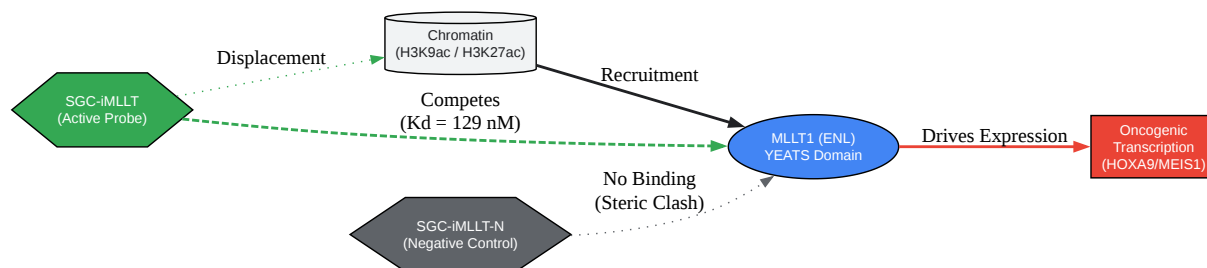 Chromatin
(H3K9ac / H3K27ac)
Displacement
Recruitment
SGC-iMLLT
(Active Probe)
Competes
(Kd = 129 nM)
MLLT1 (ENL)
YEATS Domain
Drives Expression
Oncogenic
Transcription
(HOXA9/MEIS1)
No Binding
(Steric Clash)
SGC-iMLLT-N
(Negative Control)